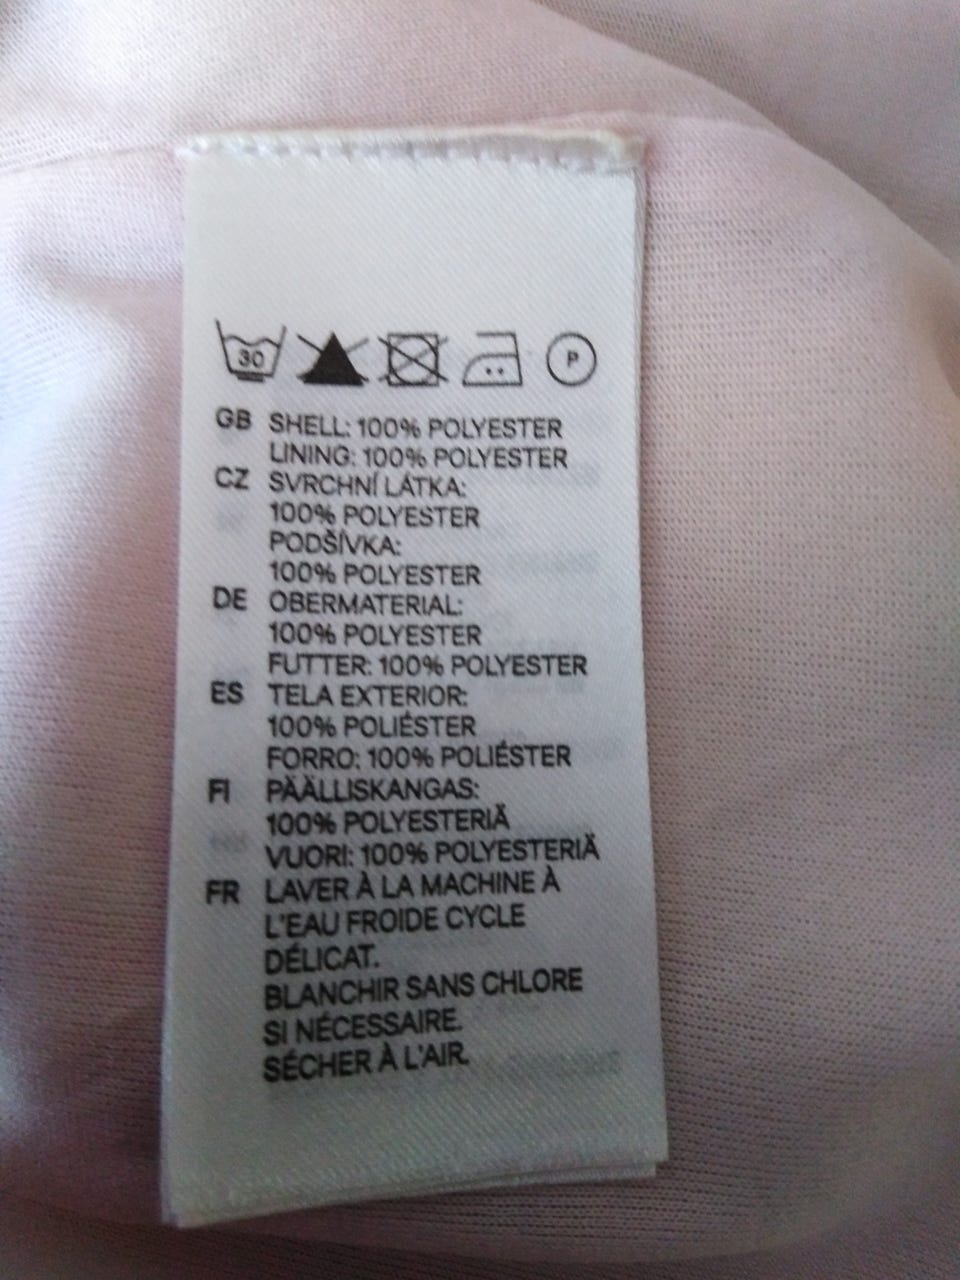 30 P
GB SHELL: 100% POLYESTER
LINING: 100% POLYESTER
CZ SVRCHNÍ LÁTKA:
100% POLYESTER
PODŠÍVKA:
100% POLYESTER
DE OBERMATERIAL:
100% POLYESTER
FUTTER: 100% POLYESTER
ES TELA EXTERIOR:
100% POLIÉSTER
FORRO: 100% POLIÉSTER
FI PÄÄLLISKANGAS:
100% POLYESTERIÄ
VUORI: 100% POLYESTERIÄ
FR LAVER À LA MACHINE À
L'EAU FROIDE CYCLE
DÉLICAT.
BLANCHIR SANS CHLORE
SI NÉCESSAIRE.
SÉCHER À L'AIR.